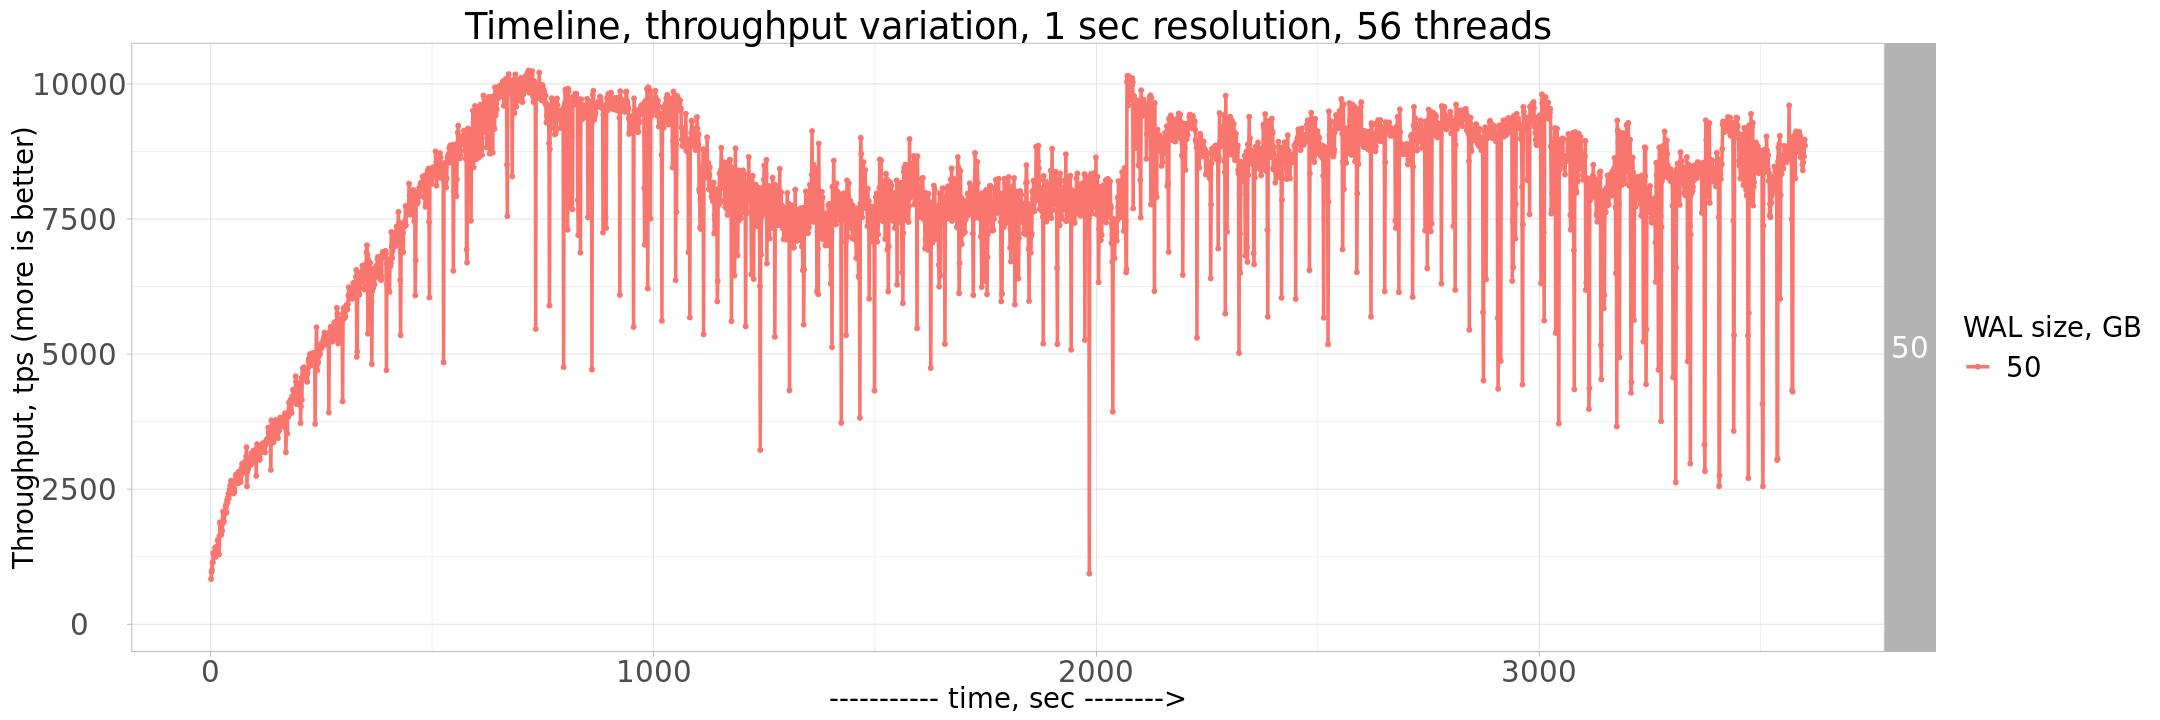 Timeline, throughput variation, 1 sec resolution, 56 threads
Throughput, tps (more is better)
10000
7500
5000
2500
0
50
WAL size, GB
50
0 1000 2000 3000
----------- time, sec -------->